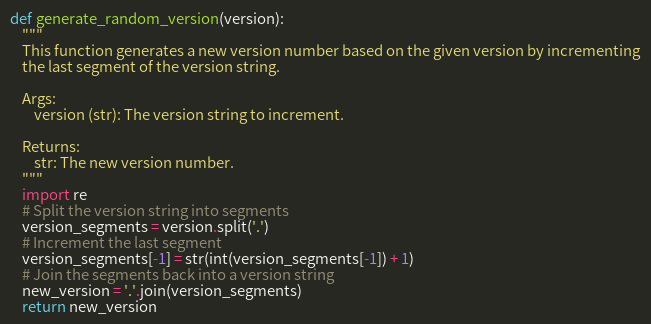 def generate_random_version(version):
    """
    This function generates a new version number based on the given version by incrementing
    the last segment of the version string.

    Args:
        version (str): The version string to increment.

    Returns:
        str: The new version number.
    """
    import re
    # Split the version string into segments
    version_segments = version.split('.')
    # Increment the last segment
    version_segments[-1] = str(int(version_segments[-1]) + 1)
    # Join the segments back into a version string
    new_version = '.'.join(version_segments)
    return new_version